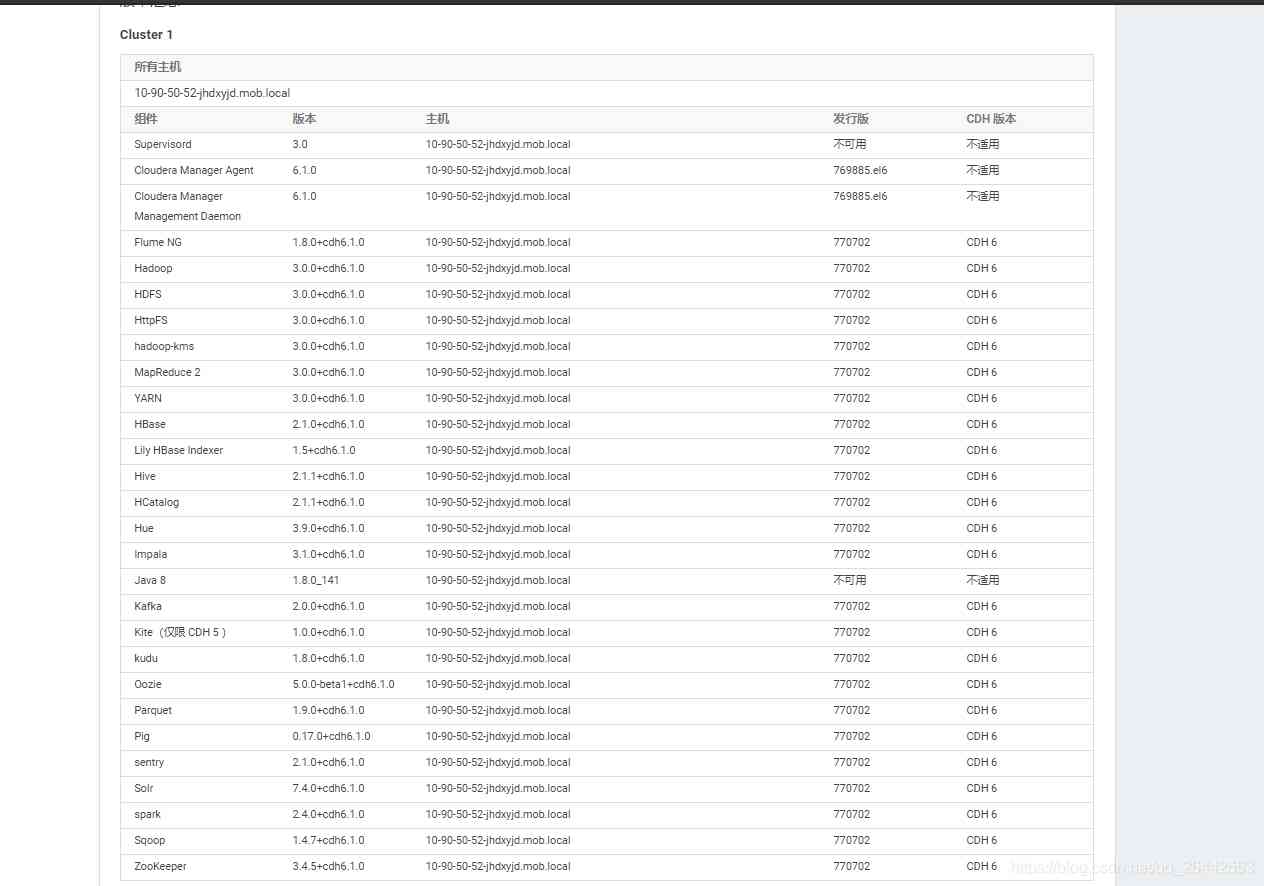 Cluster 1
所有主机
10-90-50-52-jhdxyjd.mob.local
组件 版本 主机 发行版 CDH 版本
Supervisord 3.0 10-90-50-52-jhdxyjd.mob.local 不可用 不适用
Cloudera Manager Agent 6.1.0 10-90-50-52-jhdxyjd.mob.local 769885.el6 不适用
Cloudera Manager 6.1.0 10-90-50-52-jhdxyjd.mob.local 769885.el6 不适用
Management Daemon
Flume NG 1.8.0+cdh6.1.0 10-90-50-52-jhdxyjd.mob.local 770702 CDH 6
Hadoop 3.0.0+cdh6.1.0 10-90-50-52-jhdxyjd.mob.local 770702 CDH 6
HDFS 3.0.0+cdh6.1.0 10-90-50-52-jhdxyjd.mob.local 770702 CDH 6
HttpFS 3.0.0+cdh6.1.0 10-90-50-52-jhdxyjd.mob.local 770702 CDH 6
hadoop-kms 3.0.0+cdh6.1.0 10-90-50-52-jhdxyjd.mob.local 770702 CDH 6
MapReduce 2 3.0.0+cdh6.1.0 10-90-50-52-jhdxyjd.mob.local 770702 CDH 6
YARN 3.0.0+cdh6.1.0 10-90-50-52-jhdxyjd.mob.local 770702 CDH 6
HBase 2.1.0+cdh6.1.0 10-90-50-52-jhdxyjd.mob.local 770702 CDH 6
Lily HBase Indexer 1.5+cdh6.1.0 10-90-50-52-jhdxyjd.mob.local 770702 CDH 6
Hive 2.1.1+cdh6.1.0 10-90-50-52-jhdxyjd.mob.local 770702 CDH 6
HCatalog 2.1.1+cdh6.1.0 10-90-50-52-jhdxyjd.mob.local 770702 CDH 6
Hue 3.9.0+cdh6.1.0 10-90-50-52-jhdxyjd.mob.local 770702 CDH 6
Impala 3.1.0+cdh6.1.0 10-90-50-52-jhdxyjd.mob.local 770702 CDH 6
Java 8 1.8.0_141 10-90-50-52-jhdxyjd.mob.local 不可用 不适用
Kafka 2.0.0+cdh6.1.0 10-90-50-52-jhdxyjd.mob.local 770702 CDH 6
Kite（仅限 CDH 5 ） 1.0.0+cdh6.1.0 10-90-50-52-jhdxyjd.mob.local 770702 CDH 6
kudu 1.8.0+cdh6.1.0 10-90-50-52-jhdxyjd.mob.local 770702 CDH 6
Oozie 5.0.0-beta1+cdh6.1.0 10-90-50-52-jhdxyjd.mob.local 770702 CDH 6
Parquet 1.9.0+cdh6.1.0 10-90-50-52-jhdxyjd.mob.local 770702 CDH 6
Pig 0.17.0+cdh6.1.0 10-90-50-52-jhdxyjd.mob.local 770702 CDH 6
sentry 2.1.0+cdh6.1.0 10-90-50-52-jhdxyjd.mob.local 770702 CDH 6
Solr 7.4.0+cdh6.1.0 10-90-50-52-jhdxyjd.mob.local 770702 CDH 6
spark 2.4.0+cdh6.1.0 10-90-50-52-jhdxyjd.mob.local 770702 CDH 6
Sqoop 1.4.7+cdh6.1.0 10-90-50-52-jhdxyjd.mob.local 770702 CDH 6
ZooKeeper 3.4.5+cdh6.1.0 10-90-50-52-jhdxyjd.mob.local 770702 CDH 6